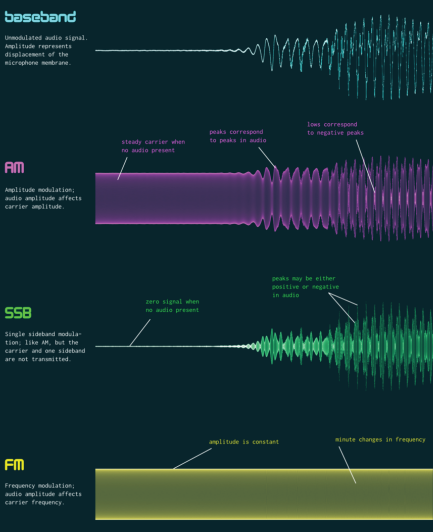 baseband
Unmodulated audio signal.
Amplitude represents
displacement of the
microphone membrane.
AM
Amplitude modulation;
audio amplitude affects
carrier amplitude.
steady carrier when
no audio present
peaks correspond
to peaks in audio
lows correspond
to negative peaks
SSB
Single sideband modula-
tion; like AM, but the
carrier and one sideband
are not transmitted.
zero signal when
no audio present
peaks may be either
positive or negative
in audio
FM
Frequency modulation;
audio amplitude affects
carrier frequency.
amplitude is constant
minute changes in frequency